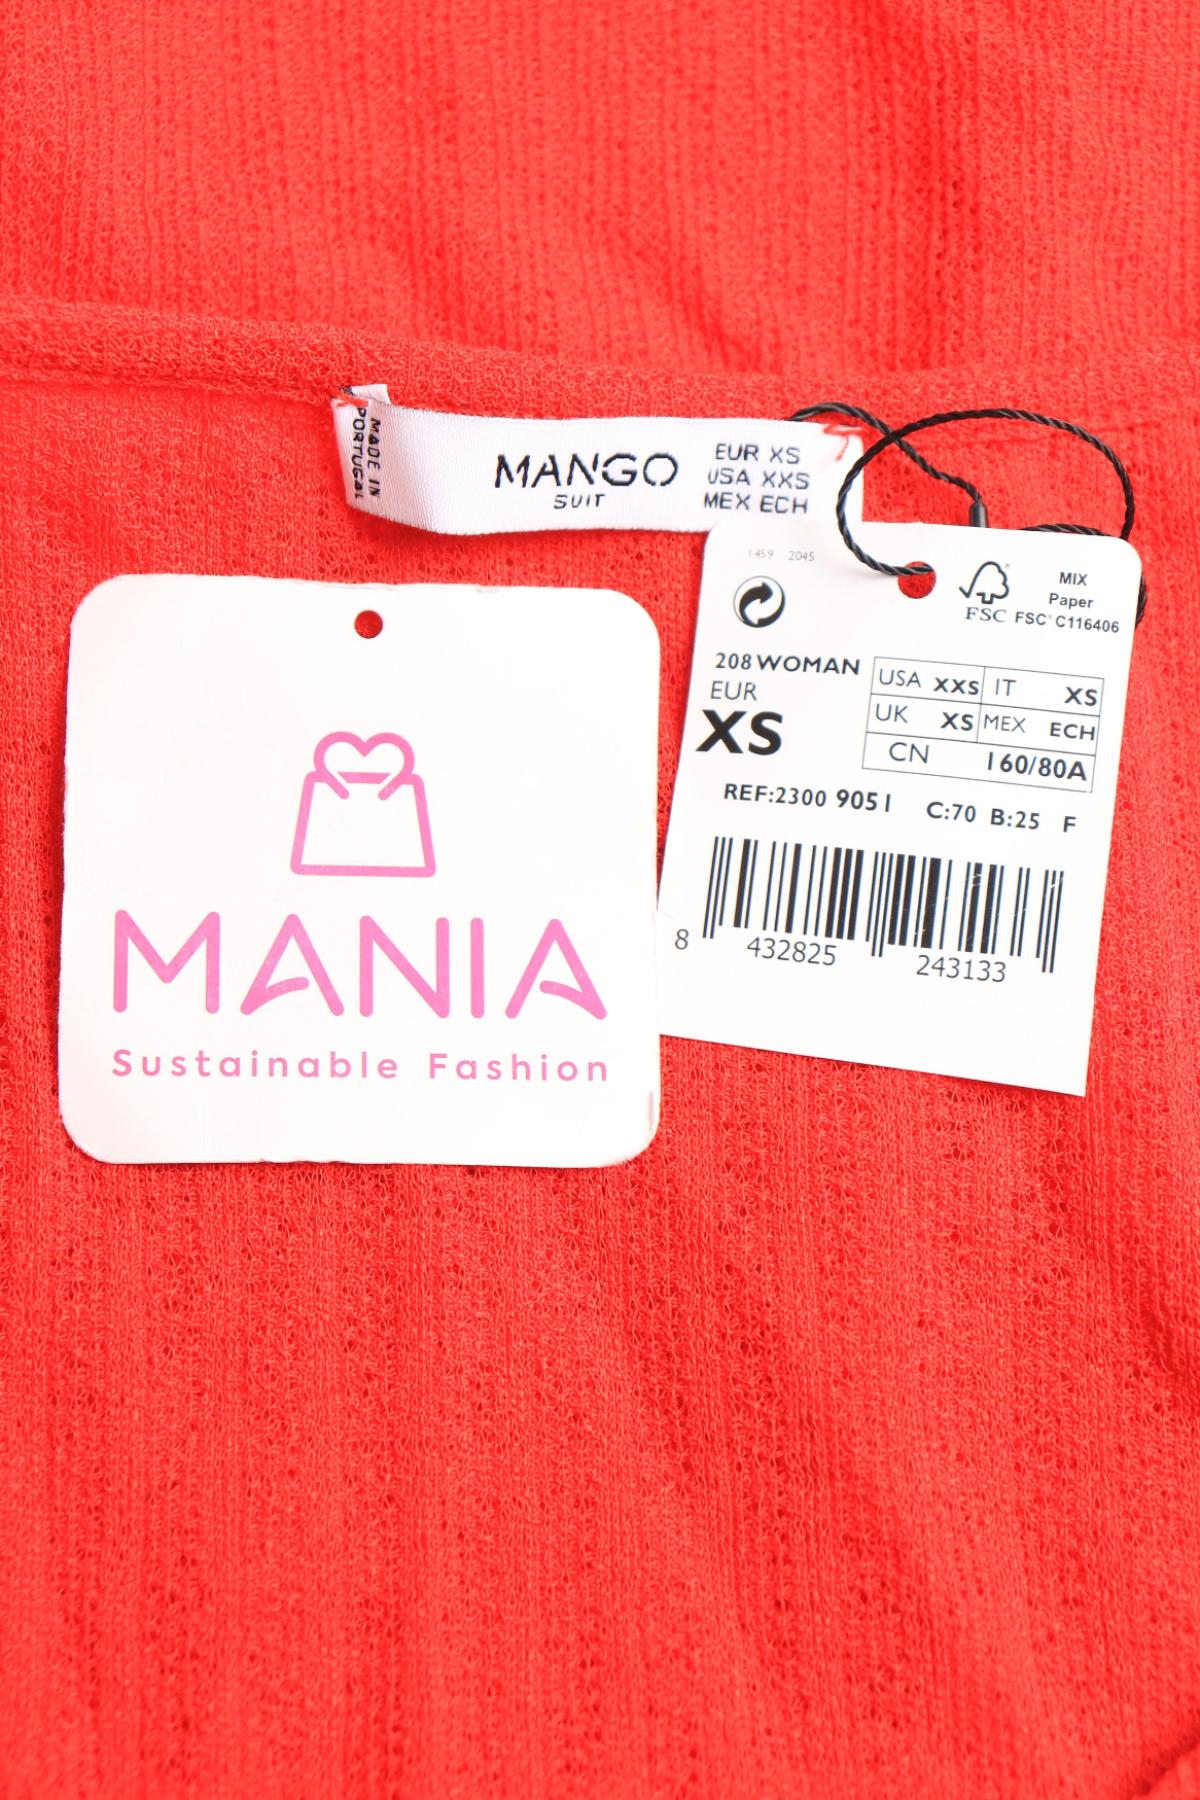 MADE IN
PORTUGAL
MANGO
SUIT
EUR XS
USA XXS
MEX ECH
1459 2045
FSC
MIX
Paper
FSC® C116406
208 WOMAN
EUR
XS
USA XXS IT XS
UK XS MEX ECH
CN 160/80A
REF:2300 9051 C:70 B:25 F
8 432825 243133
MANIA
Sustainable Fashion